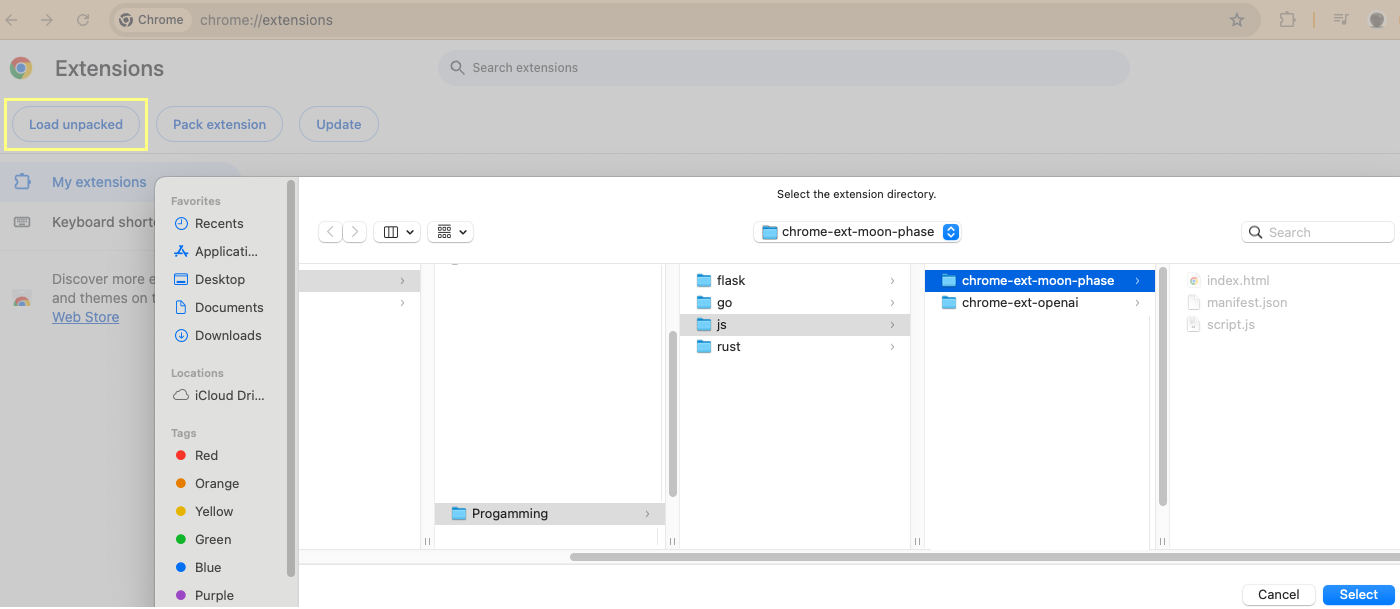 Chrome
chrome://extensions
Extensions
Search extensions
Load unpacked
Pack extension
Update
My extensions
Keyboard shortc
Discover more e
and themes on t
Web Store
Favorites
Recents
Applicati...
Desktop
Documents
Downloads
Locations
iCloud Dri...
Tags
Red
Orange
Yellow
Green
Blue
Purple
Select the extension directory.
chrome-ext-moon-phase
Search
Progamming
flask
go
js
rust
chrome-ext-moon-phase
chrome-ext-openai
index.html
manifest.json
script.js
Cancel
Select